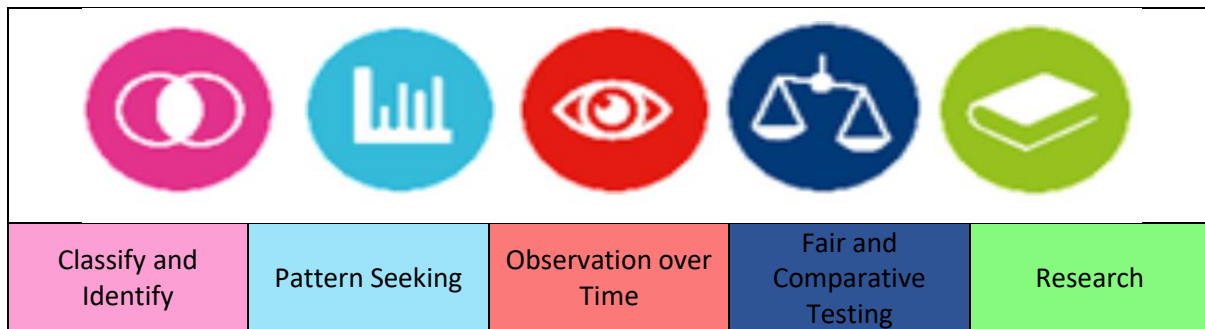 Classify and
Identify
Pattern Seeking
Observation over
Time
Fair and
Comparative
Testing
Research